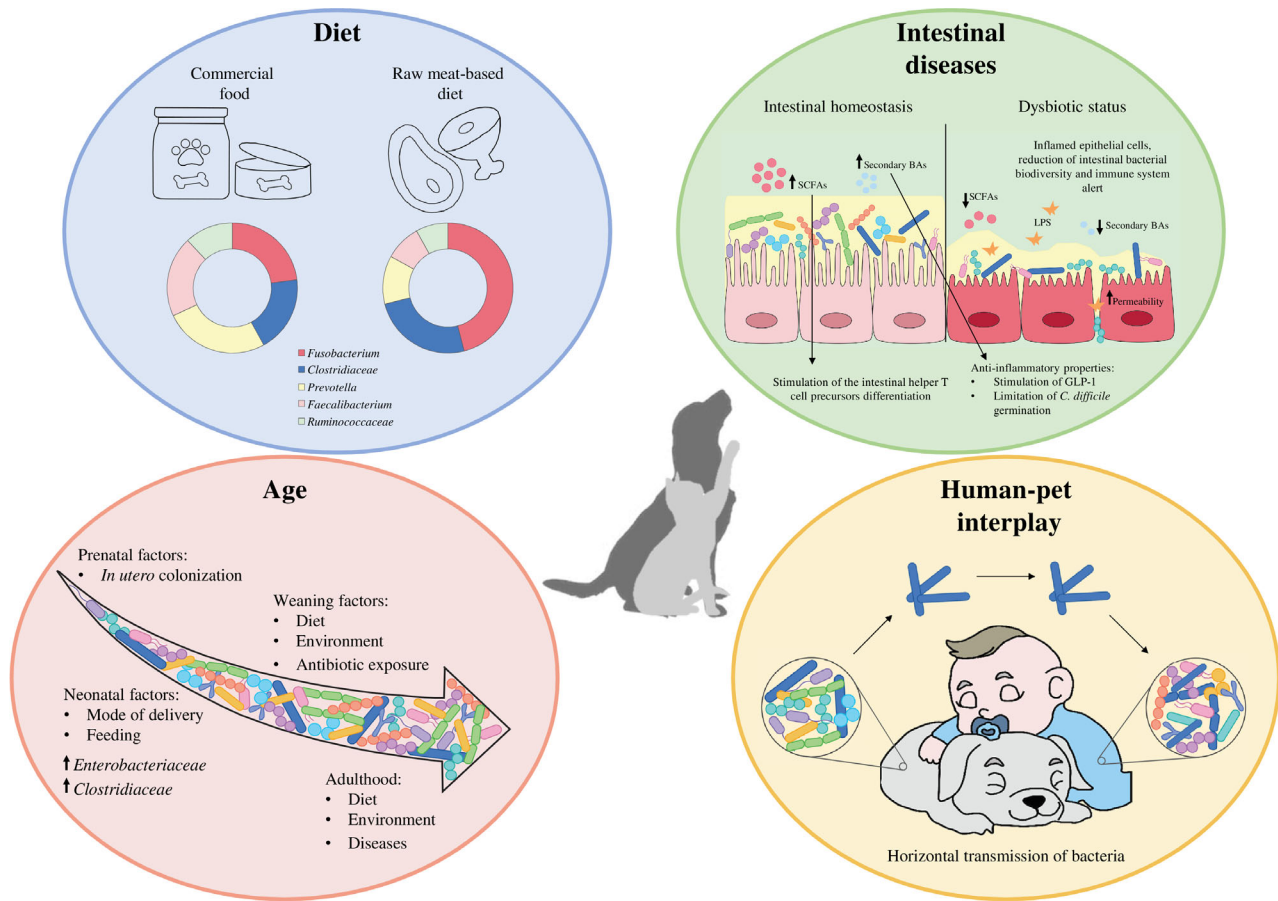 Diet
Commercial
food
Raw meat-based
diet
Fusobacterium
Clostridiaceae
Prevotella
Faecalibacterium
Ruminococcaceae
Intestinal
diseases
Intestinal homeostasis
Dysbiotic status
SCFAs
Secondary BAs
Inflamed epithelial cells,
reduction of intestinal bacterial
biodiversity and immune system
alert
SCFAs
LPS
Secondary BAs
Permeability
Stimulation of the intestinal helper T
cell precursors differentiation
Anti-inflammatory properties:
• Stimulation of GLP-1
• Limitation of C. difficile
germination
Age
Prenatal factors:
• In utero colonization
Weaning factors:
• Diet
• Environment
• Antibiotic exposure
Neonatal factors:
• Mode of delivery
• Feeding
Enterobacteriaceae
Clostridiaceae
Adulthood:
• Diet
• Environment
• Diseases
Human-pet
interplay
Horizontal transmission of bacteria